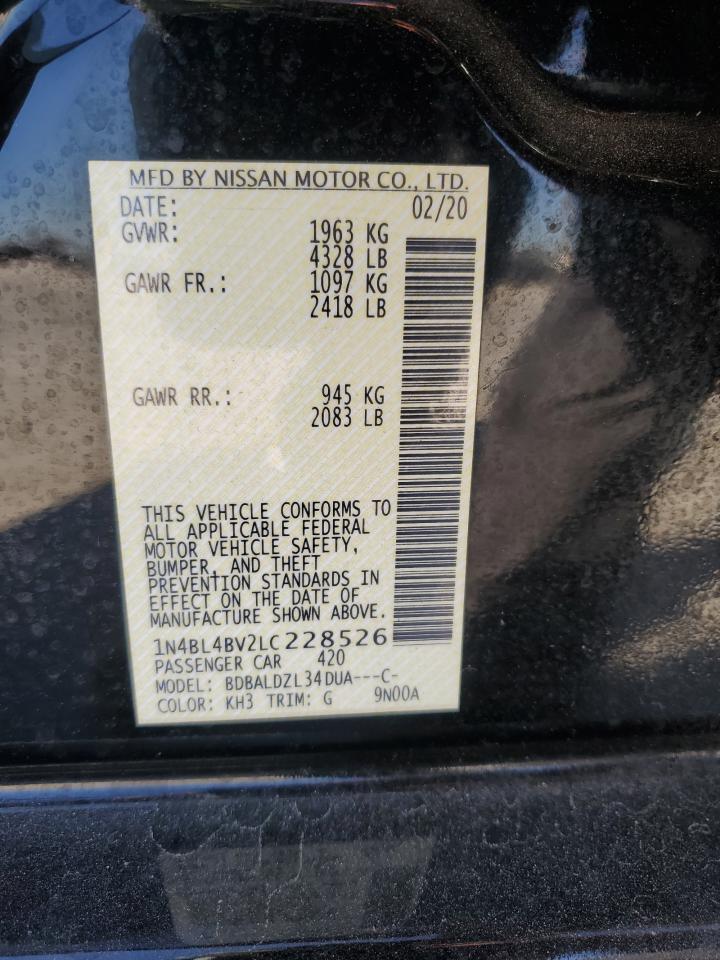 MFD BY NISSAN MOTOR CO., LTD.
DATE: 02/20
GVWR: 1963 KG
4328 LB
GAWR FR.: 1097 KG
2418 LB
GAWR RR.: 945 KG
2083 LB
THIS VEHICLE CONFORMS TO
ALL APPLICABLE FEDERAL
MOTOR VEHICLE SAFETY,
BUMPER, AND THEFT
PREVENTION STANDARDS IN
EFFECT ON THE DATE OF
MANUFACTURE SHOWN ABOVE.
1N4BL4BV2LC228526
PASSENGER CAR 420
MODEL: BDBALDZL34DUA---C-
COLOR: KH3 TRIM: G 9N00A